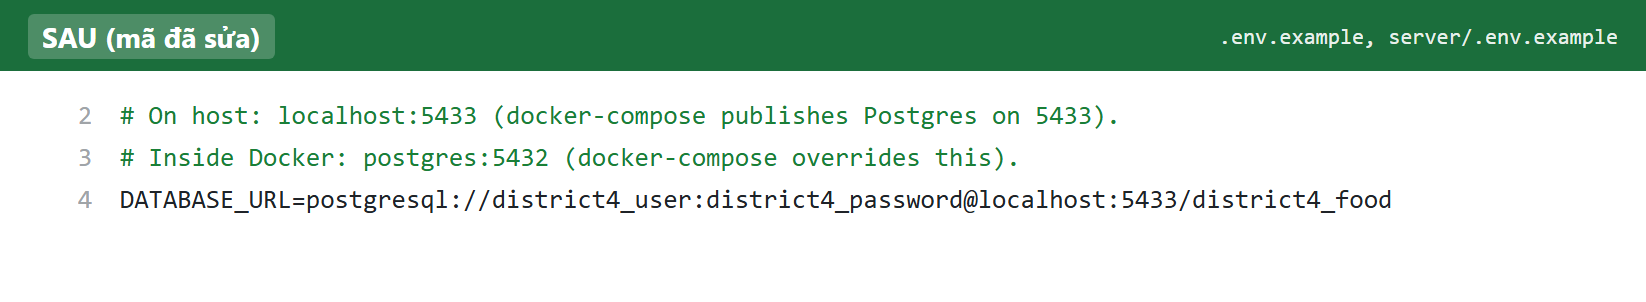 SAU (mã đã sửa)
.env.example, server/.env.example
2 # On host: localhost:5433 (docker-compose publishes Postgres on 5433).
3 # Inside Docker: postgres:5432 (docker-compose overrides this).
4 DATABASE_URL=postgresql://district4_user:district4_password@localhost:5433/district4_food